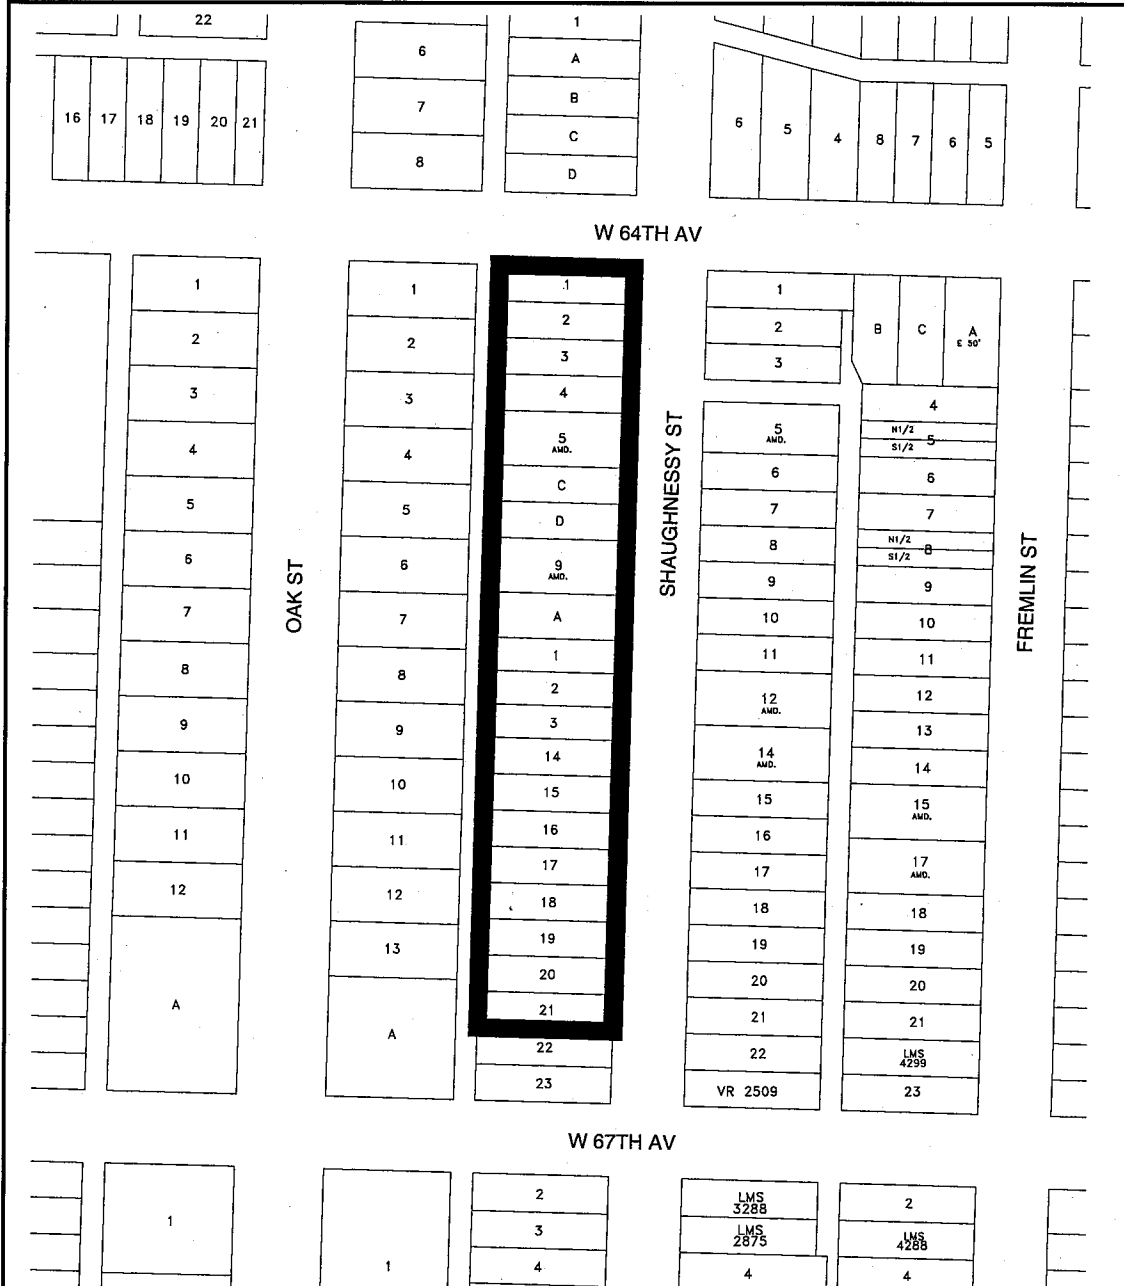 22
16 17 18 19 20 21
6
7
8
1
A
B
C
D
6 5 4 8 7 6 5
W 64TH AV
1
2
3
4
5
6
7
8
9
10
11
12
A
OAK ST
1
2
3
4
5
6
7
8
9
10
11
12
13
A
1
2
3
4
5
AMD.
C
D
9
AMD.
A
1
2
3
14
15
16
17
18
19
20
21
22
23
SHAUGHNESSY ST
1
2
3
5
AMD.
6
7
8
9
10
11
12
AMD.
14
AMD.
15
16
17
18
19
20
21
22
VR 2509
B C A
E 50'
4
N1/2
5
S1/2
6
7
N1/2
8
S1/2
9
10
11
12
13
14
15
AMD.
17
AMD.
18
19
20
21
LMS
4299
23
FREMLIN ST
W 67TH AV
1
1
2
3
4
LMS
3288
LMS
2875
4
2
LMS
4288
4